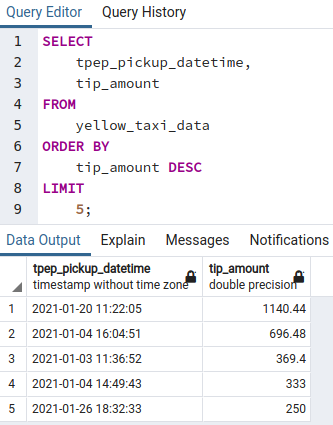 Query Editor Query History
1 SELECT
2 tpep_pickup_datetime,
3 tip_amount
4 FROM
5 yellow_taxi_data
6 ORDER BY
7 tip_amount DESC
8 LIMIT
9 5;
Data Output Explain Messages Notifications
tpep_pickup_datetime tip_amount
timestamp without time zone double precision
1 2021-01-20 11:22:05 1140.44
2 2021-01-04 16:04:51 696.48
3 2021-01-03 11:36:52 369.4
4 2021-01-04 14:49:43 333
5 2021-01-26 18:32:33 250